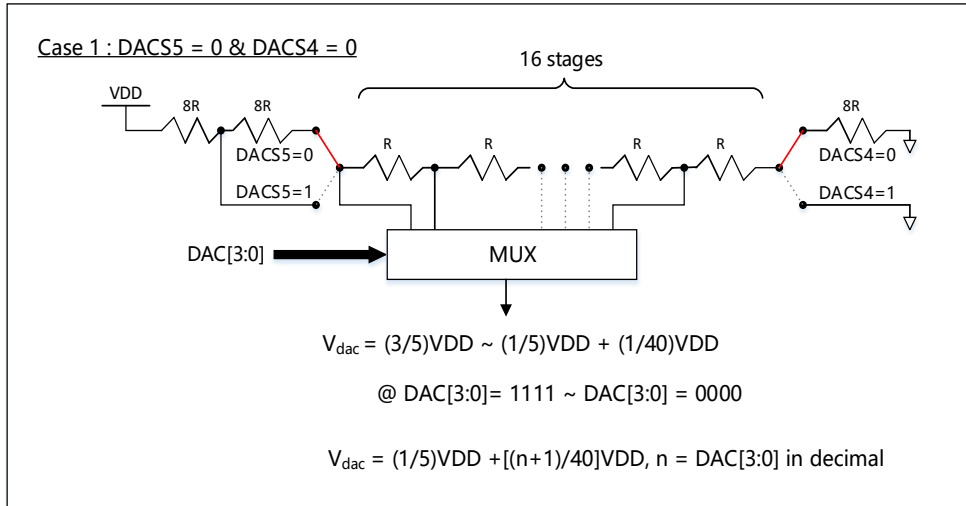 Case 1 : DACS5 = 0 & DACS4 = 0
16 stages
VDD
8R
8R
R
R
R
R
8R
DACS5=0
DACS4=0
DACS5=1
DACS4=1
DAC[3:0]
MUX
Vdac = (3/5)VDD ~ (1/5)VDD + (1/40)VDD
@ DAC[3:0]= 1111 ~ DAC[3:0] = 0000
Vdac = (1/5)VDD +[(n+1)/40]VDD, n = DAC[3:0] in decimal